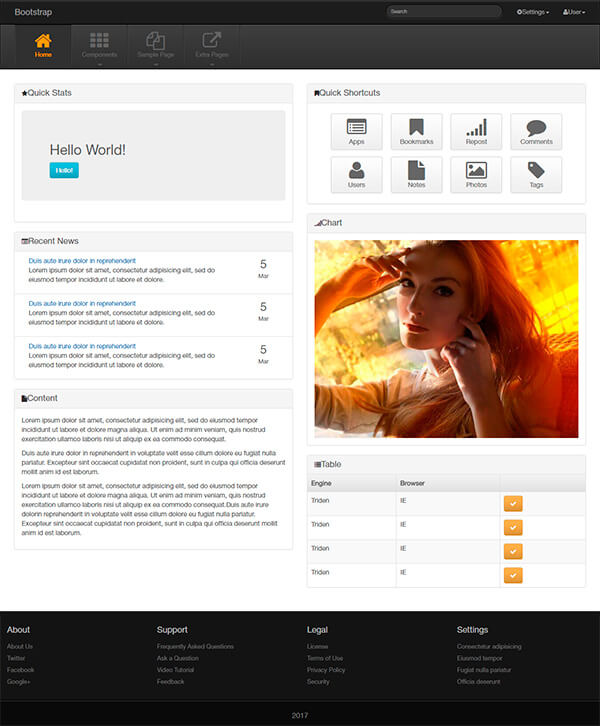 Bootstrap
Search
Settings
User
Home
Components
Sample Page
Extra Pages
Quick Stats
Hello World!
Hello!
Recent News
Duis aute irure dolor in reprehenderit
Lorem ipsum dolor sit amet, consectetur adipisicing elit, sed do
eiusmod tempor incididunt ut labore et dolore.
5
Mar
Duis aute irure dolor in reprehenderit
Lorem ipsum dolor sit amet, consectetur adipisicing elit, sed do
eiusmod tempor incididunt ut labore et dolore.
5
Mar
Duis aute irure dolor in reprehenderit
Lorem ipsum dolor sit amet, consectetur adipisicing elit, sed do
eiusmod tempor incididunt ut labore et dolore.
5
Mar
Content
Lorem ipsum dolor sit amet, consectetur adipisicing elit, sed do eiusmod tempor
incididunt ut labore et dolore magna aliqua. Ut enim ad minim veniam, quis nostrud
exercitation ullamco laboris nisi ut aliquip ex ea commodo consequat.
Duis aute irure dolor in reprehenderit in voluptate velit esse cillum dolore eu fugiat nulla
pariatur. Excepteur sint occaecat cupidatat non proident, sunt in culpa qui officia deserunt
mollit anim id est laborum.
Lorem ipsum dolor sit amet, consectetur adipisicing elit, sed do eiusmod tempor
incididunt ut labore et dolore magna aliqua. Ut enim ad minim veniam, quis nostrud
exercitation ullamco laboris nisi ut aliquip ex ea commodo consequat.Duis aute irure
dolorin reprehenderit in voluptate velit esse cillum dolore eu fugiat nulla pariatur.
Excepteur sint occaecat cupidatat non proident, sunt in culpa qui officia deserunt mollit
anim id est laborum.
Quick Shortcuts
Apps
Bookmarks
Repost
Comments
Users
Notes
Photos
Tags
Chart
Table
Engine Browser
Triden IE
Triden IE
Triden IE
Triden IE
About
About Us
Twitter
Facebook
Google+
Support
Frequently Asked Questions
Ask a Question
Video Tutorial
Feedback
Legal
License
Terms of Use
Privacy Policy
Security
Settings
Consectetur adipisicing
Eiusmod tempor
Fugiat nulla pariatur
Officia deserunt
2017